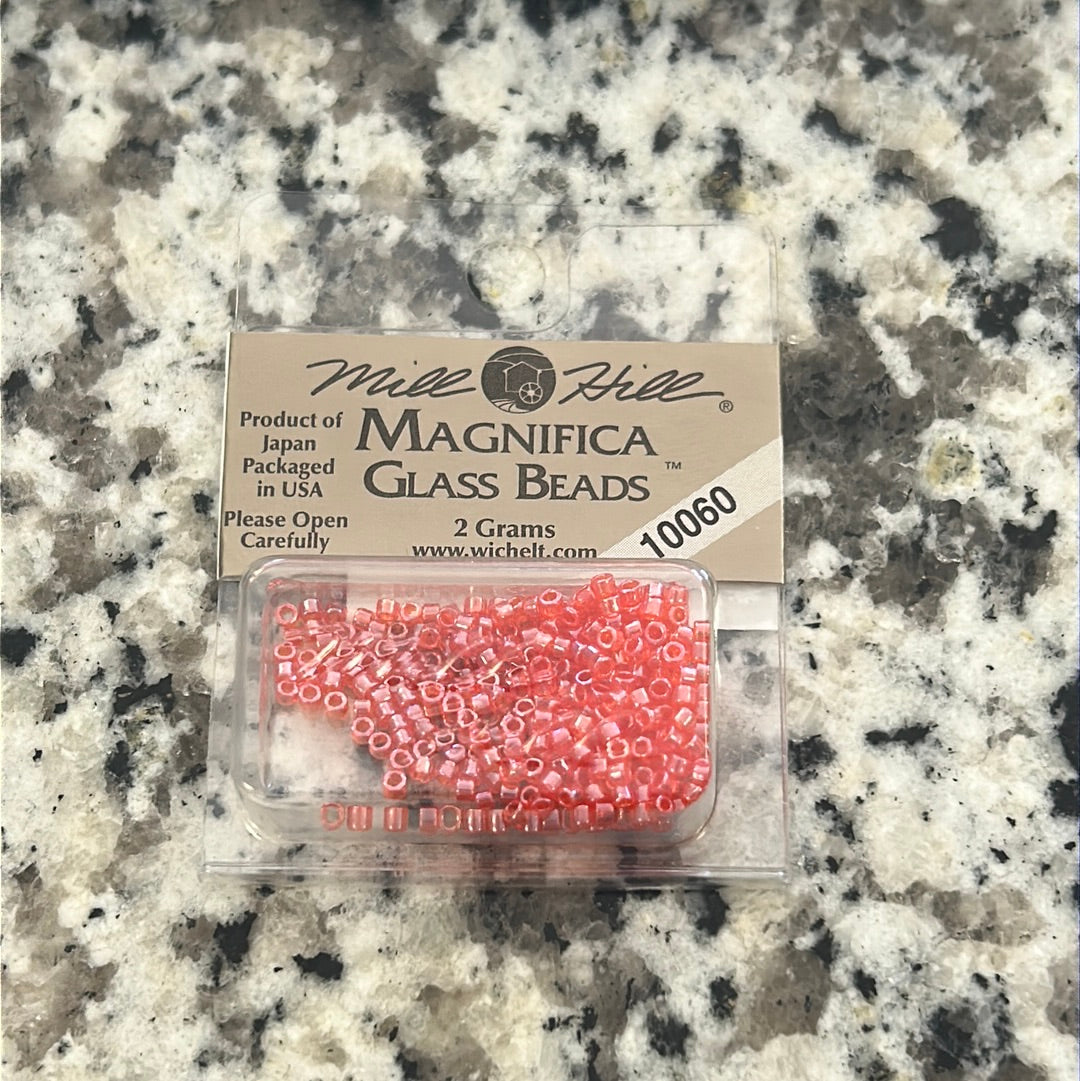 Mill Hill®
Product of
Japan
Packaged
in USA
Please Open
Carefully
MAGNIFICA
GLASS BEADS™
2 Grams
www.wichelt.com
10060